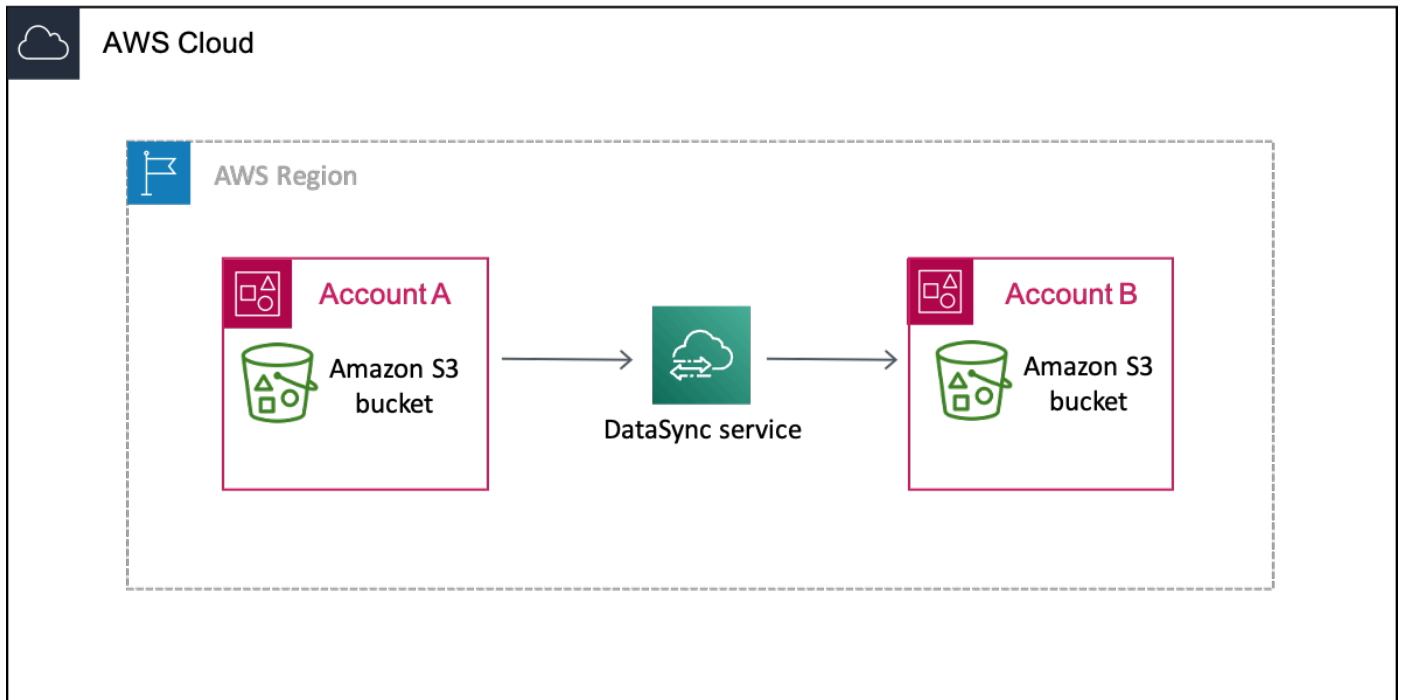 AWS Cloud
AWS Region
Account A
Amazon S3
bucket
DataSync service
Account B
Amazon S3
bucket